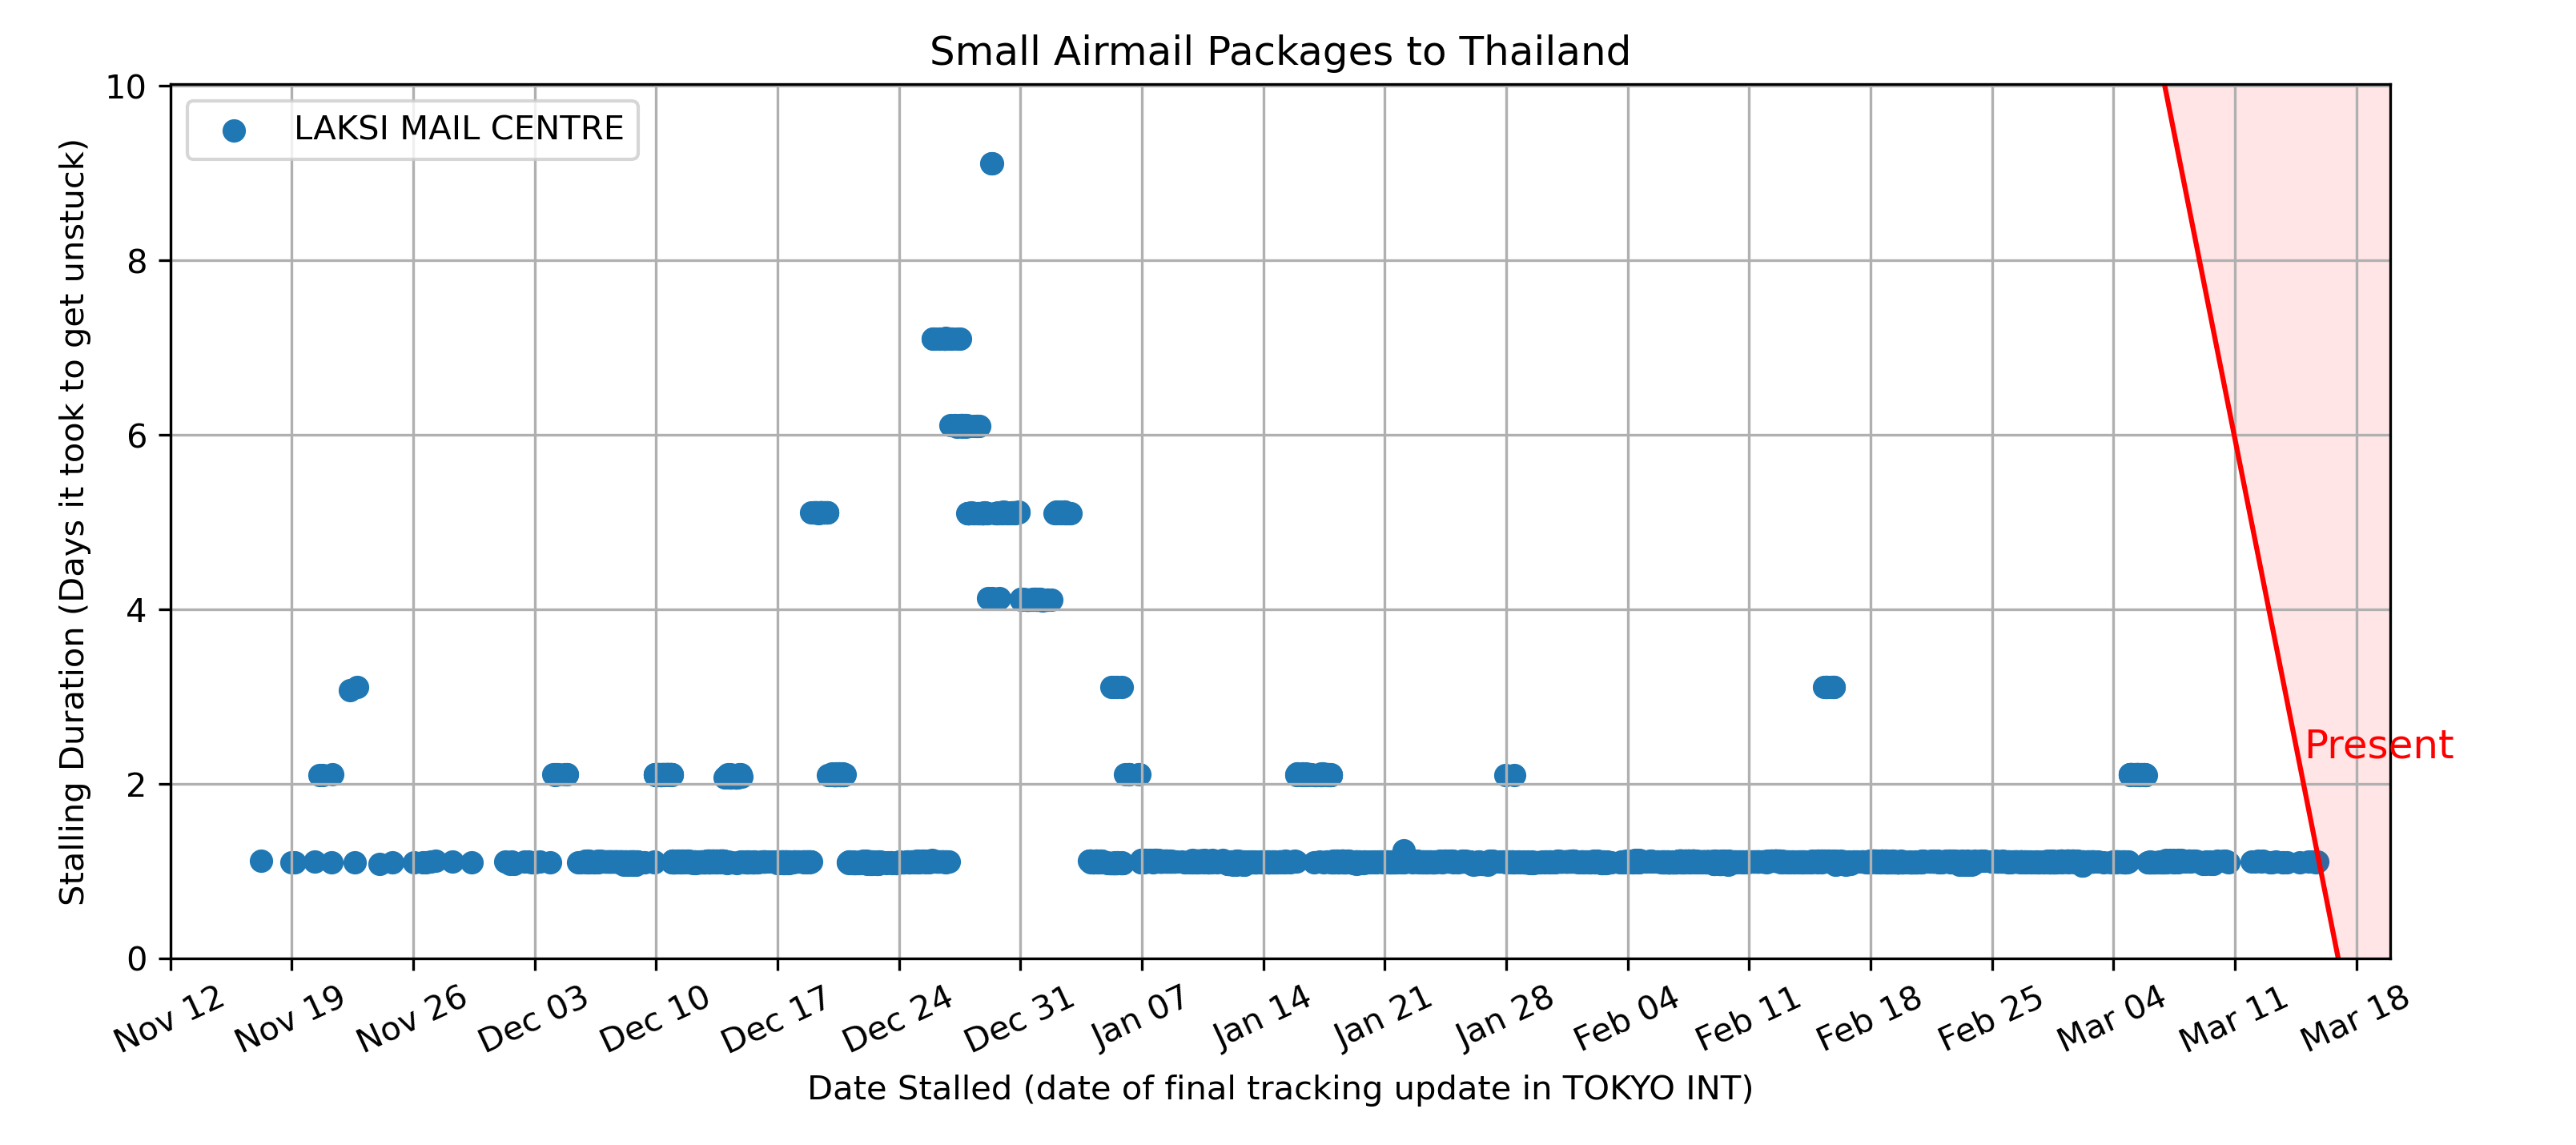 Small Airmail Packages to Thailand
LAKSI MAIL CENTRE
Stalling Duration (Days it took to get unstuck)
10
8
6
4
2
0
Present
Nov 12 Nov 19 Nov 26 Dec 03 Dec 10 Dec 17 Dec 24 Dec 31 Jan 07 Jan 14 Jan 21 Jan 28 Feb 04 Feb 11 Feb 18 Feb 25 Mar 04 Mar 11 Mar 18
Date Stalled (date of final tracking update in TOKYO INT)